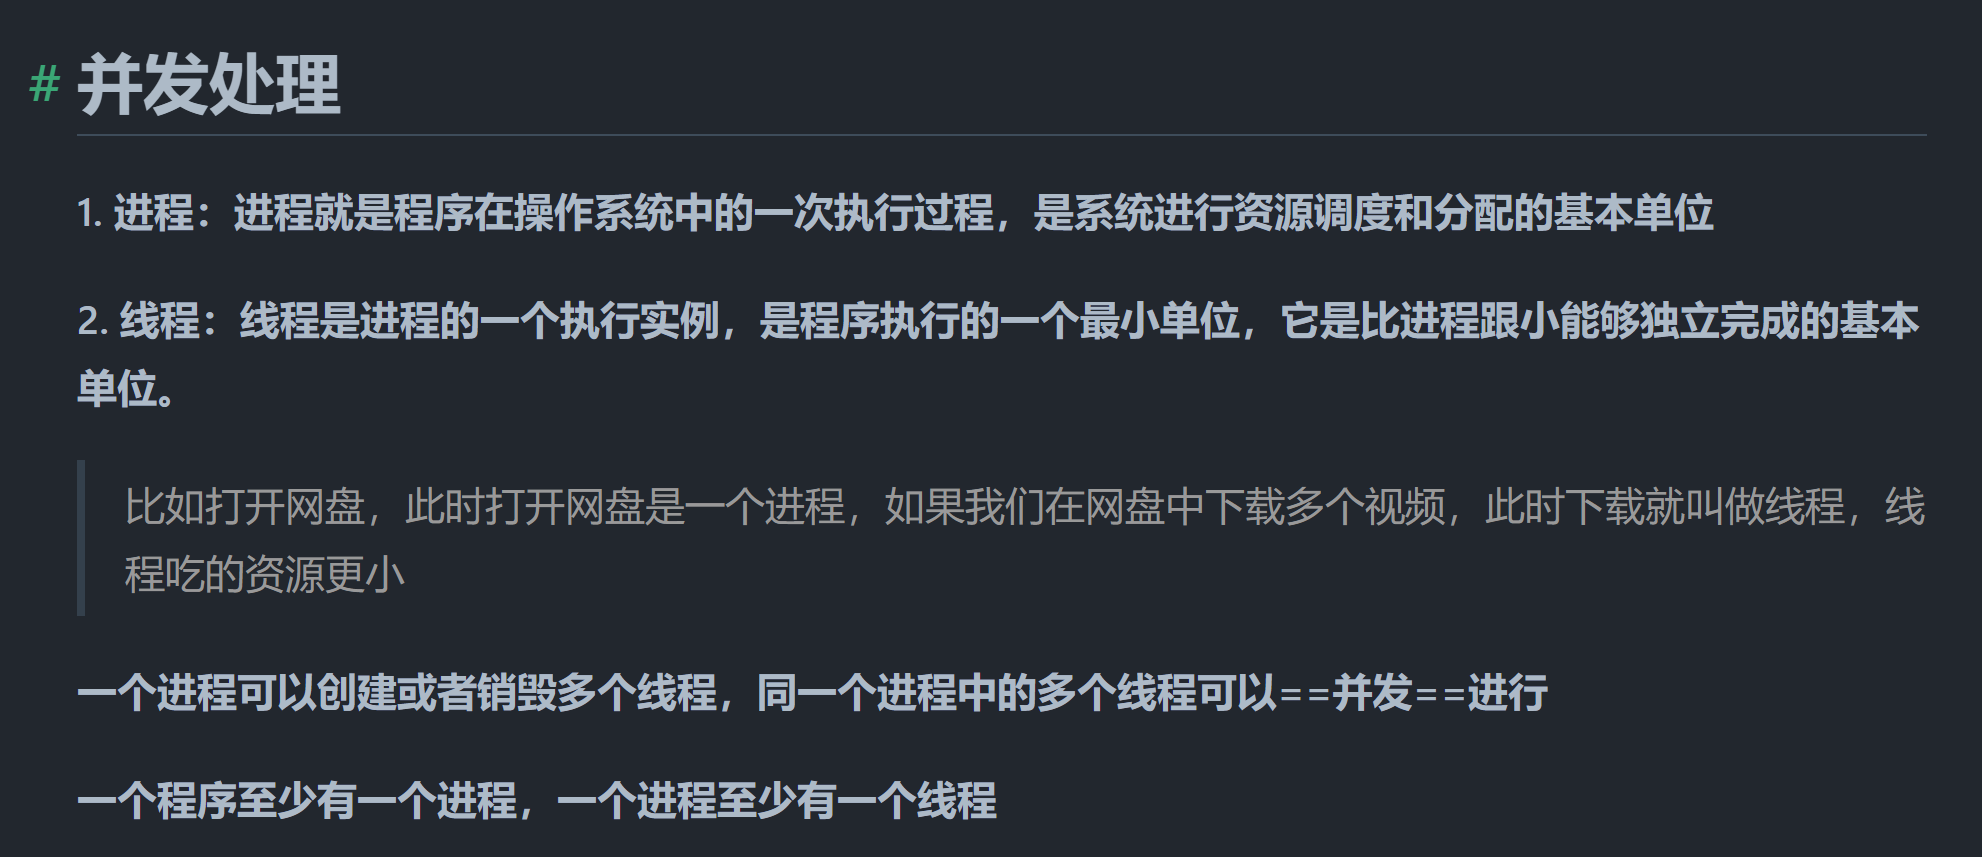 # 并发处理
1. 进程：进程就是程序在操作系统中的一次执行过程，是系统进行资源调度和分配的基本单位
2. 线程：线程是进程的一个执行实例，是程序执行的一个最小单位，它是比进程跟小能够独立完成的基本
单位。
比如打开网盘，此时打开网盘是一个进程，如果我们在网盘中下载多个视频，此时下载就叫做线程，线
程吃的资源更小
一个进程可以创建或者销毁多个线程，同一个进程中的多个线程可以==并发==进行
一个程序至少有一个进程，一个进程至少有一个线程